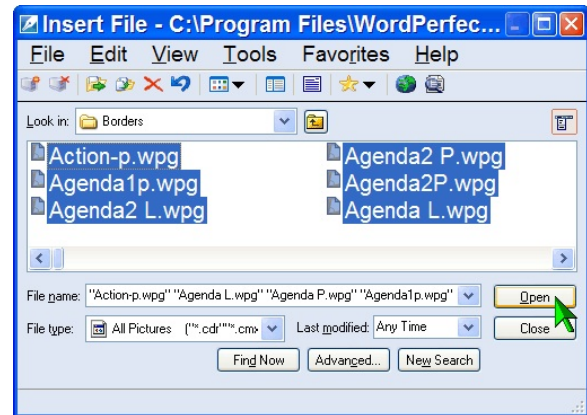 Insert File - C:\Program Files\WordPerfec...
File Edit View Tools Favorites Help
Look in: Borders
Action-p.wpg Agenda2 P.wpg
Agenda1p.wpg Agenda2P.wpg
Agenda2 L.wpg Agenda L.wpg
File name: "Action-p.wpg" "Agenda L.wpg" "Agenda P.wpg" "Agenda1p.wpg" Open
File type: All Pictures ("*.cdr""*.cmx Last modified: Any Time Close
Find Now Advanced... New Search